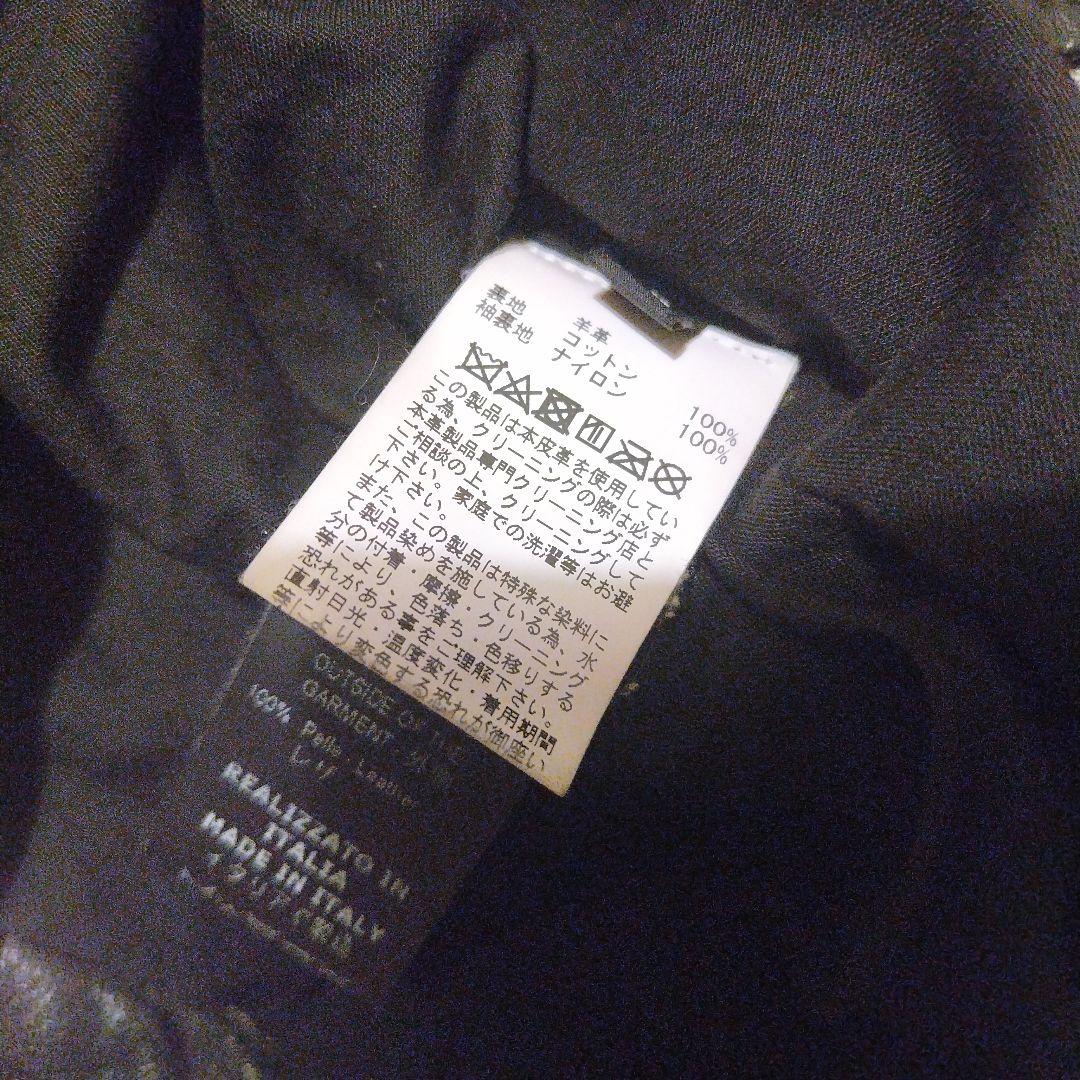 羊革
裏地 コットン 100%
袖裏地 ナイロン 100%
この製品は本皮革を使用してい
る為、クリーニングの際は必ず
本革製品専門クリーニング店と
ご相談の上、クリーニングして
下さい。家庭での洗濯等はお避
け下さい。
また、この製品は特殊な染料に
て製品染めを施している為、水
分の付着・摩擦・クリーニング
等により、色落ち・色移りする
恐れがある事をご理解下さい。
直射日光・温度変化・着用期間
等により変色する恐れが御座い
OUTSIDE OF THE
GARMENT
100% Pelle Leather
レザ
REALIZZATO IN
ITALIA
MADE IN ITALY